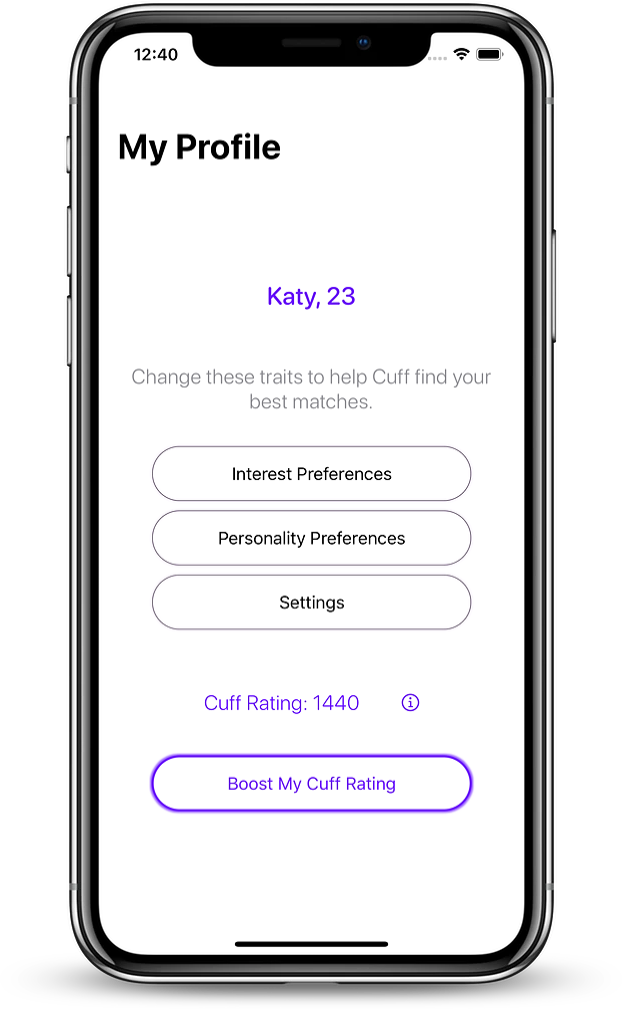 12:40
My Profile
Katy, 23
Change these traits to help Cuff find your
best matches.
Interest Preferences
Personality Preferences
Settings
Cuff Rating: 1440
Boost My Cuff Rating